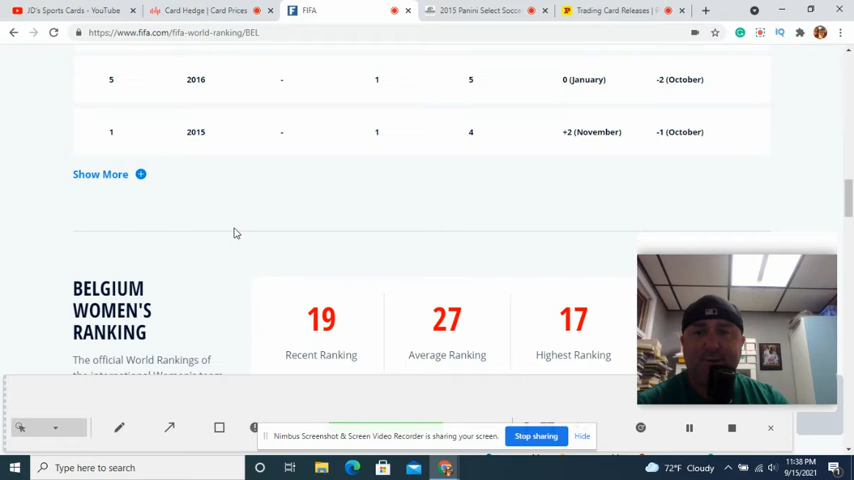 JD's Sports Cards - YouTube
Card Hedge | Card Prices
FIFA
2015 Panini Select Socce
Trading Card Releases |
https://www.fifa.com/fifa-world-ranking/BEL
5 2016 - 1 5 0 (January) -2 (October)
1 2015 - 1 4 +2 (November) -1 (October)
Show More
BELGIUM
WOMEN'S
RANKING
19 27 17
Recent Ranking Average Ranking Highest Ranking
The official World Rankings of
Nimbus Screenshot & Screen Video Recorder is sharing your screen.
Stop sharing
Hide
Type here to search
72°F Cloudy
11:38 PM
9/15/2021